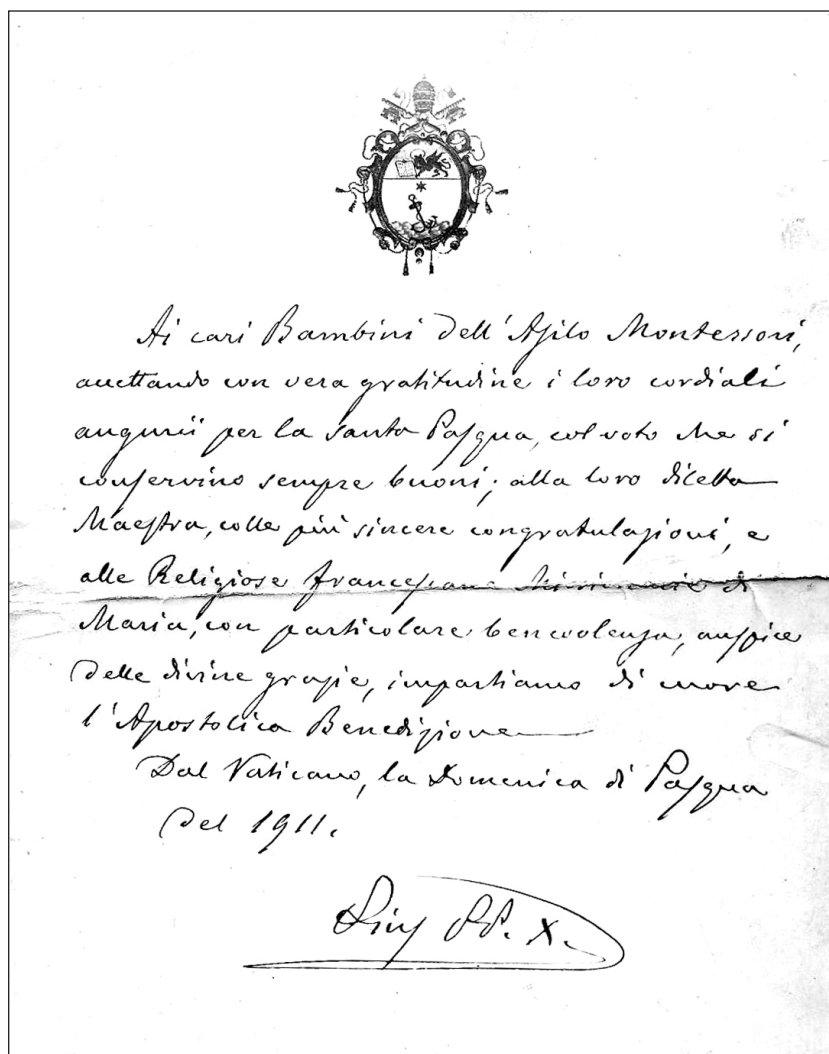 Ai cari Bambini dell'Asilo Montessori,
accettando con vera gratitudine i loro cordiali
augurii per la santa Pasqua, col voto che si
conservino sempre buoni; alla loro diletta
Maestra, colle più sincere congratulazioni, e
alle Religiose francescane Missionarie di
Maria, con particolare benevolenza, auspice
delle divine grazie, impartiamo di cuore
l'Apostolica Benedizione
Dal Vaticano, la Domenica di Pasqua
del 1911.
Pius PP. X.